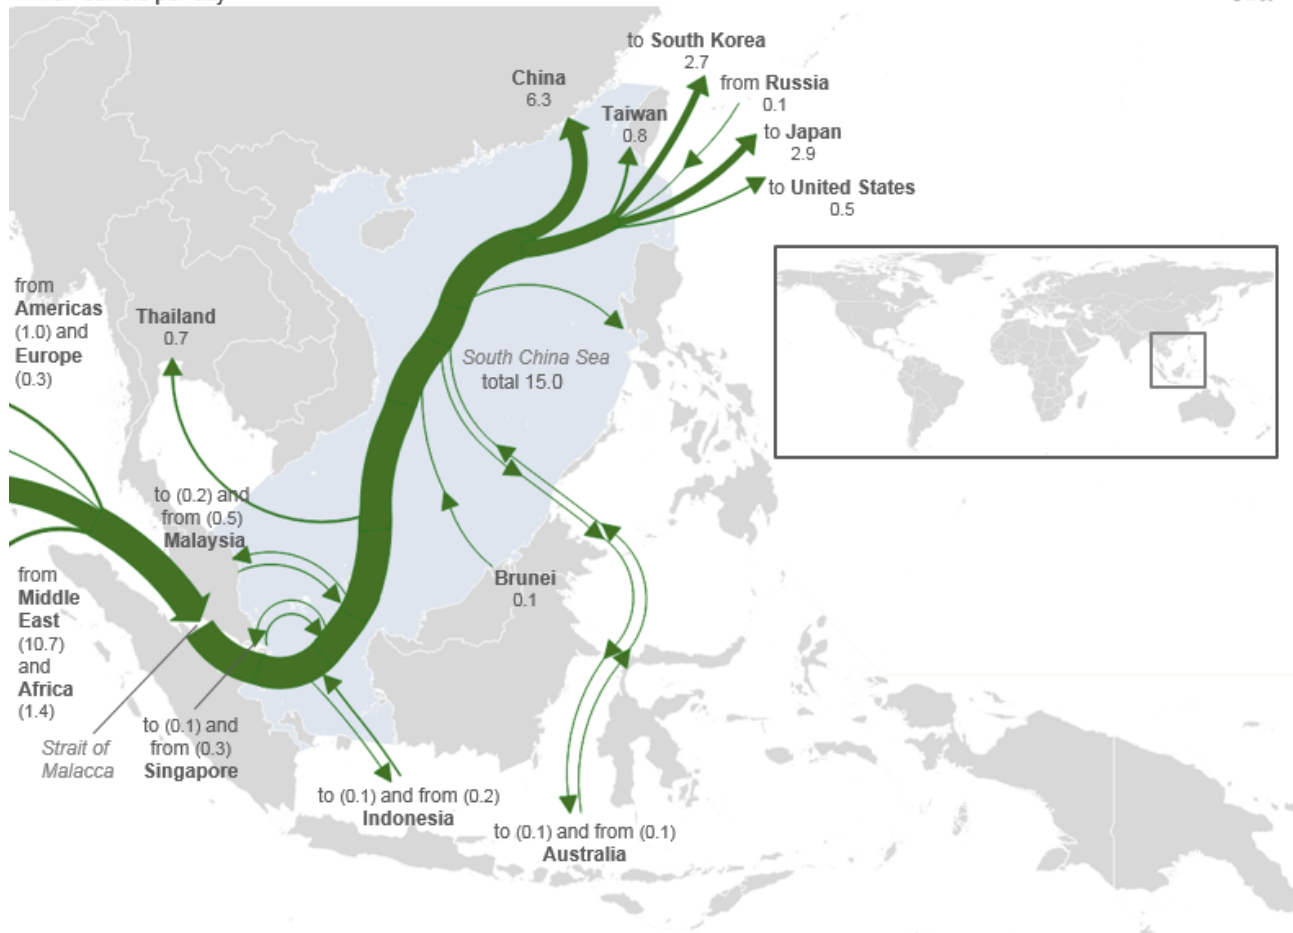 to South Korea
2.7
China
6.3
from Russia
0.1
Taiwan
0.8
to Japan
2.9
to United States
0.5
from
Americas
(1.0) and
Europe
(0.3)
Thailand
0.7
South China Sea
total 15.0
to (0.2) and
from (0.5)
Malaysia
from
Middle
East
(10.7)
and
Africa
(1.4)
Brunei
0.1
Strait of
Malacca
to (0.1) and
from (0.3)
Singapore
to (0.1) and from (0.2)
Indonesia
to (0.1) and from (0.1)
Australia